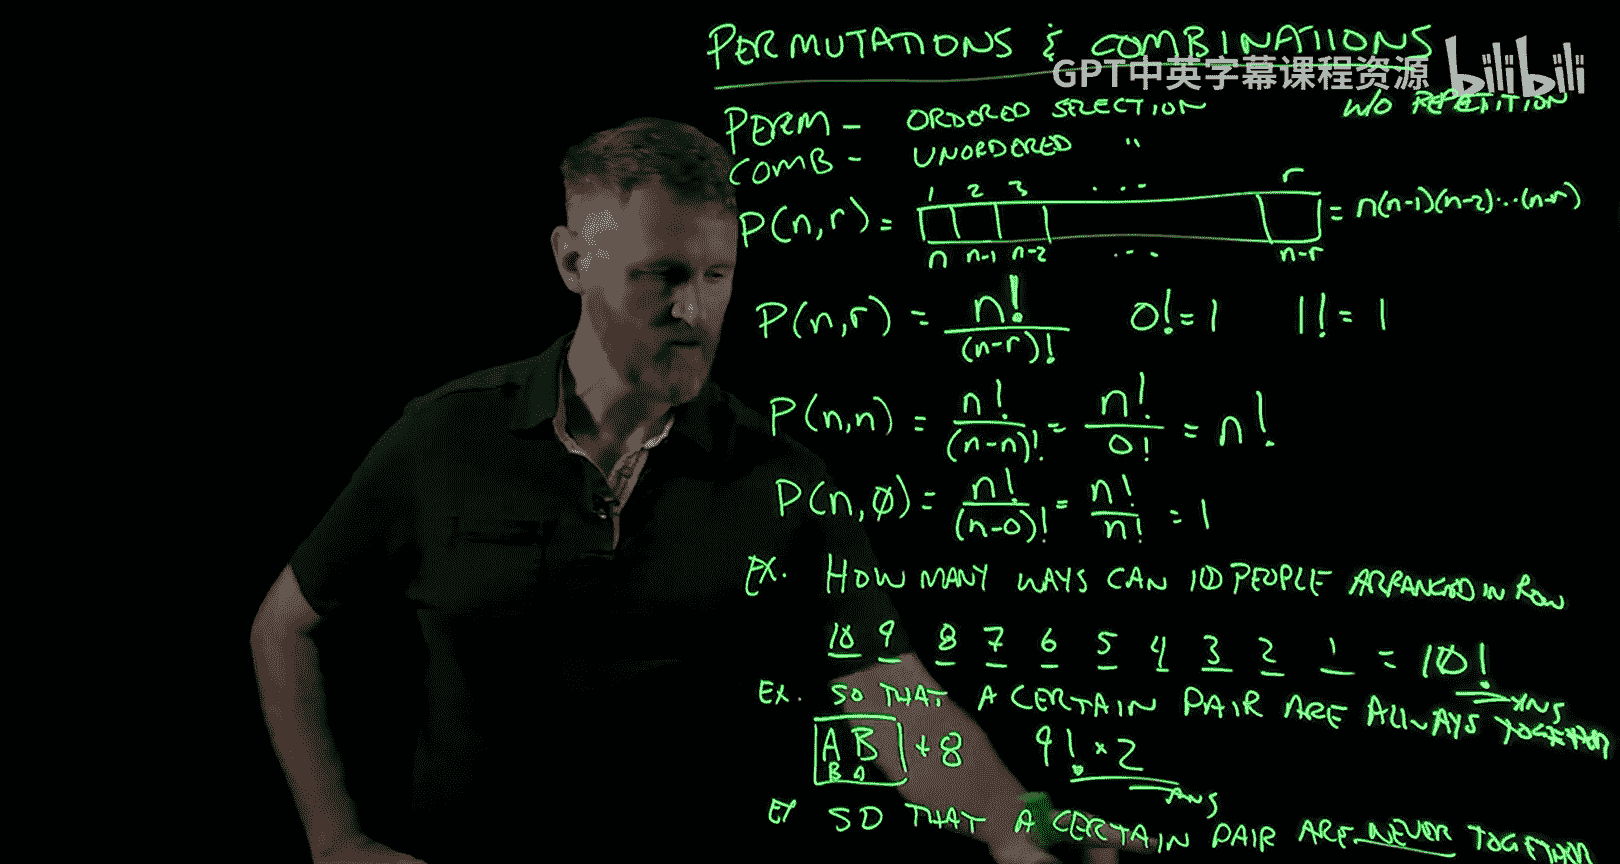 PERMUTATIONS & COMBINATIONS
GPT中英字幕课程资源 bilibili
PERM - ORDERED SELECTION W/O REPETITION
COMB - UNORDERED "
1 2 3 ... r
P(n,r) = = n(n-1)(n-2)...(n-r)
n n-1 n-2 ... n-r
P(n,r) = n!/(n-r)! 0! = 1 1! = 1
P(n,n) = n!/(n-n)! = n!/0! = n!
P(n,∅) = n!/(n-0)! = n!/n! = 1
EX. HOW MANY WAYS CAN 10 PEOPLE ARRANGED IN ROW
10 9 8 7 6 5 4 3 2 1 = 10!
ANS
EX. SO THAT A CERTAIN PAIR ARE ALWAYS TOGETHER
AB + 8 9! × 2
BA
ANS
EX SO THAT A CERTAIN PAIR ARE NEVER TOGETHER